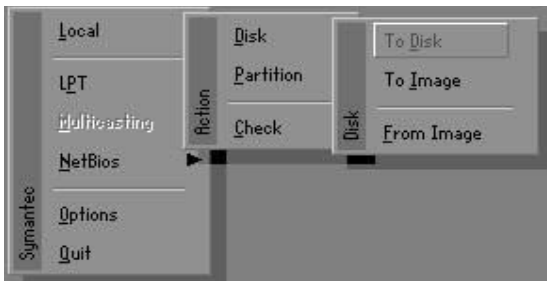 Local
LPT
Multicasting
NetBios
Options
Quit
Symantec
Disk
Partition
Check
Action
To Disk
To Image
From Image
Disk